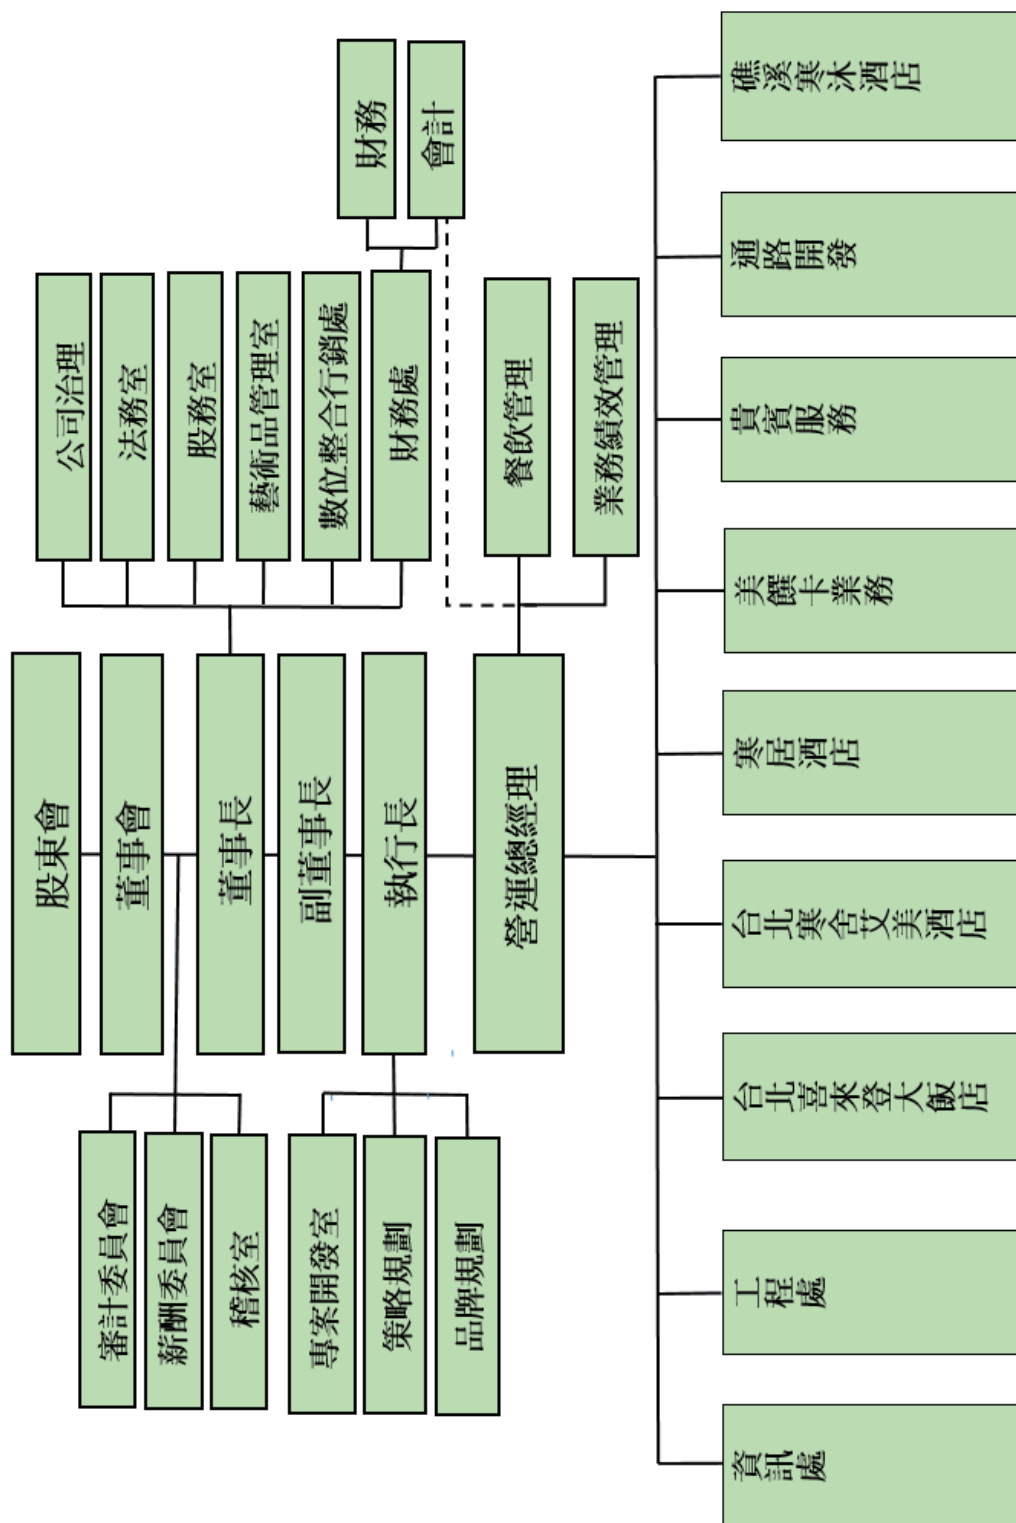 股東會
董事會
審計委員會
薪酬委員會
稽核室
董事長
公司治理
法務室
股務室
藝術品管理室
數位整合行銷處
財務處
財務
會計
副董事長
執行長
專案開發室
策略規劃
品牌規劃
營運總經理
餐飲管理
業務績效管理
資訊處
工程處
台北喜來登大飯店
台北寒舍艾美酒店
寒居酒店
美饌卡業務
貴賓服務
通路開發
礁溪寒沐酒店